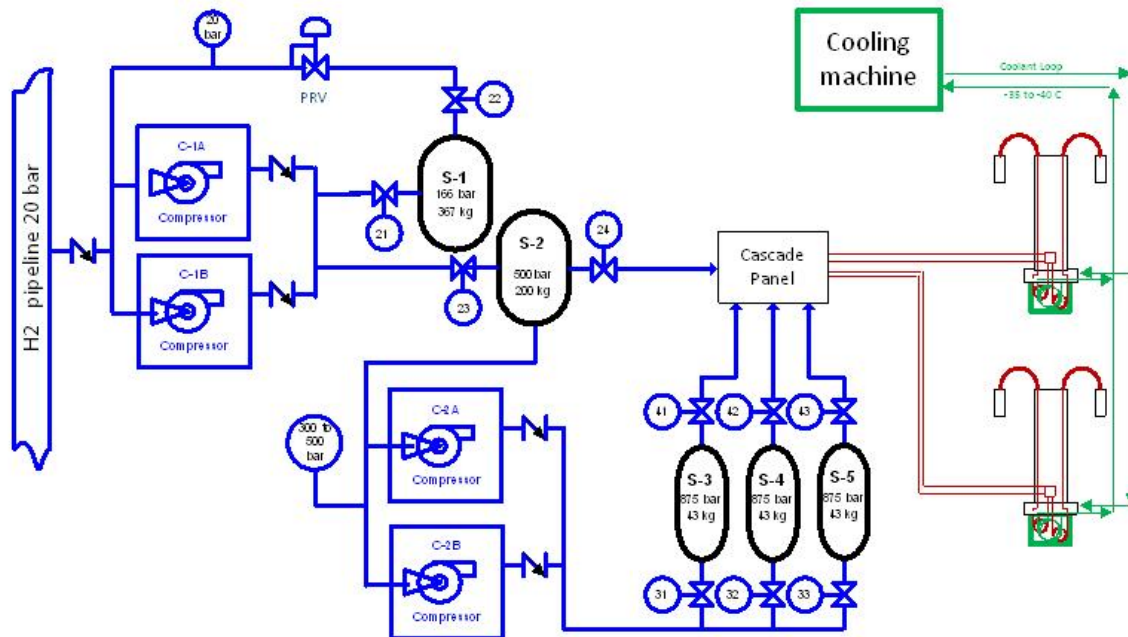 H2 pipeline 20 bar
20
bar
PRV
22
C-1A
Compressor
S-1
166 bar
367 kg
21
C-1B
Compressor
S-2
500 bar
200 kg
23
24
Cascade
Panel
Cooling
machine
Coolant Loop
-35 to -40 C
300 to
500
bar
C-2A
Compressor
C-2B
Compressor
41
42
43
S-3
875 bar
43 kg
S-4
875 bar
43 kg
S-5
875 bar
43 kg
31
32
33